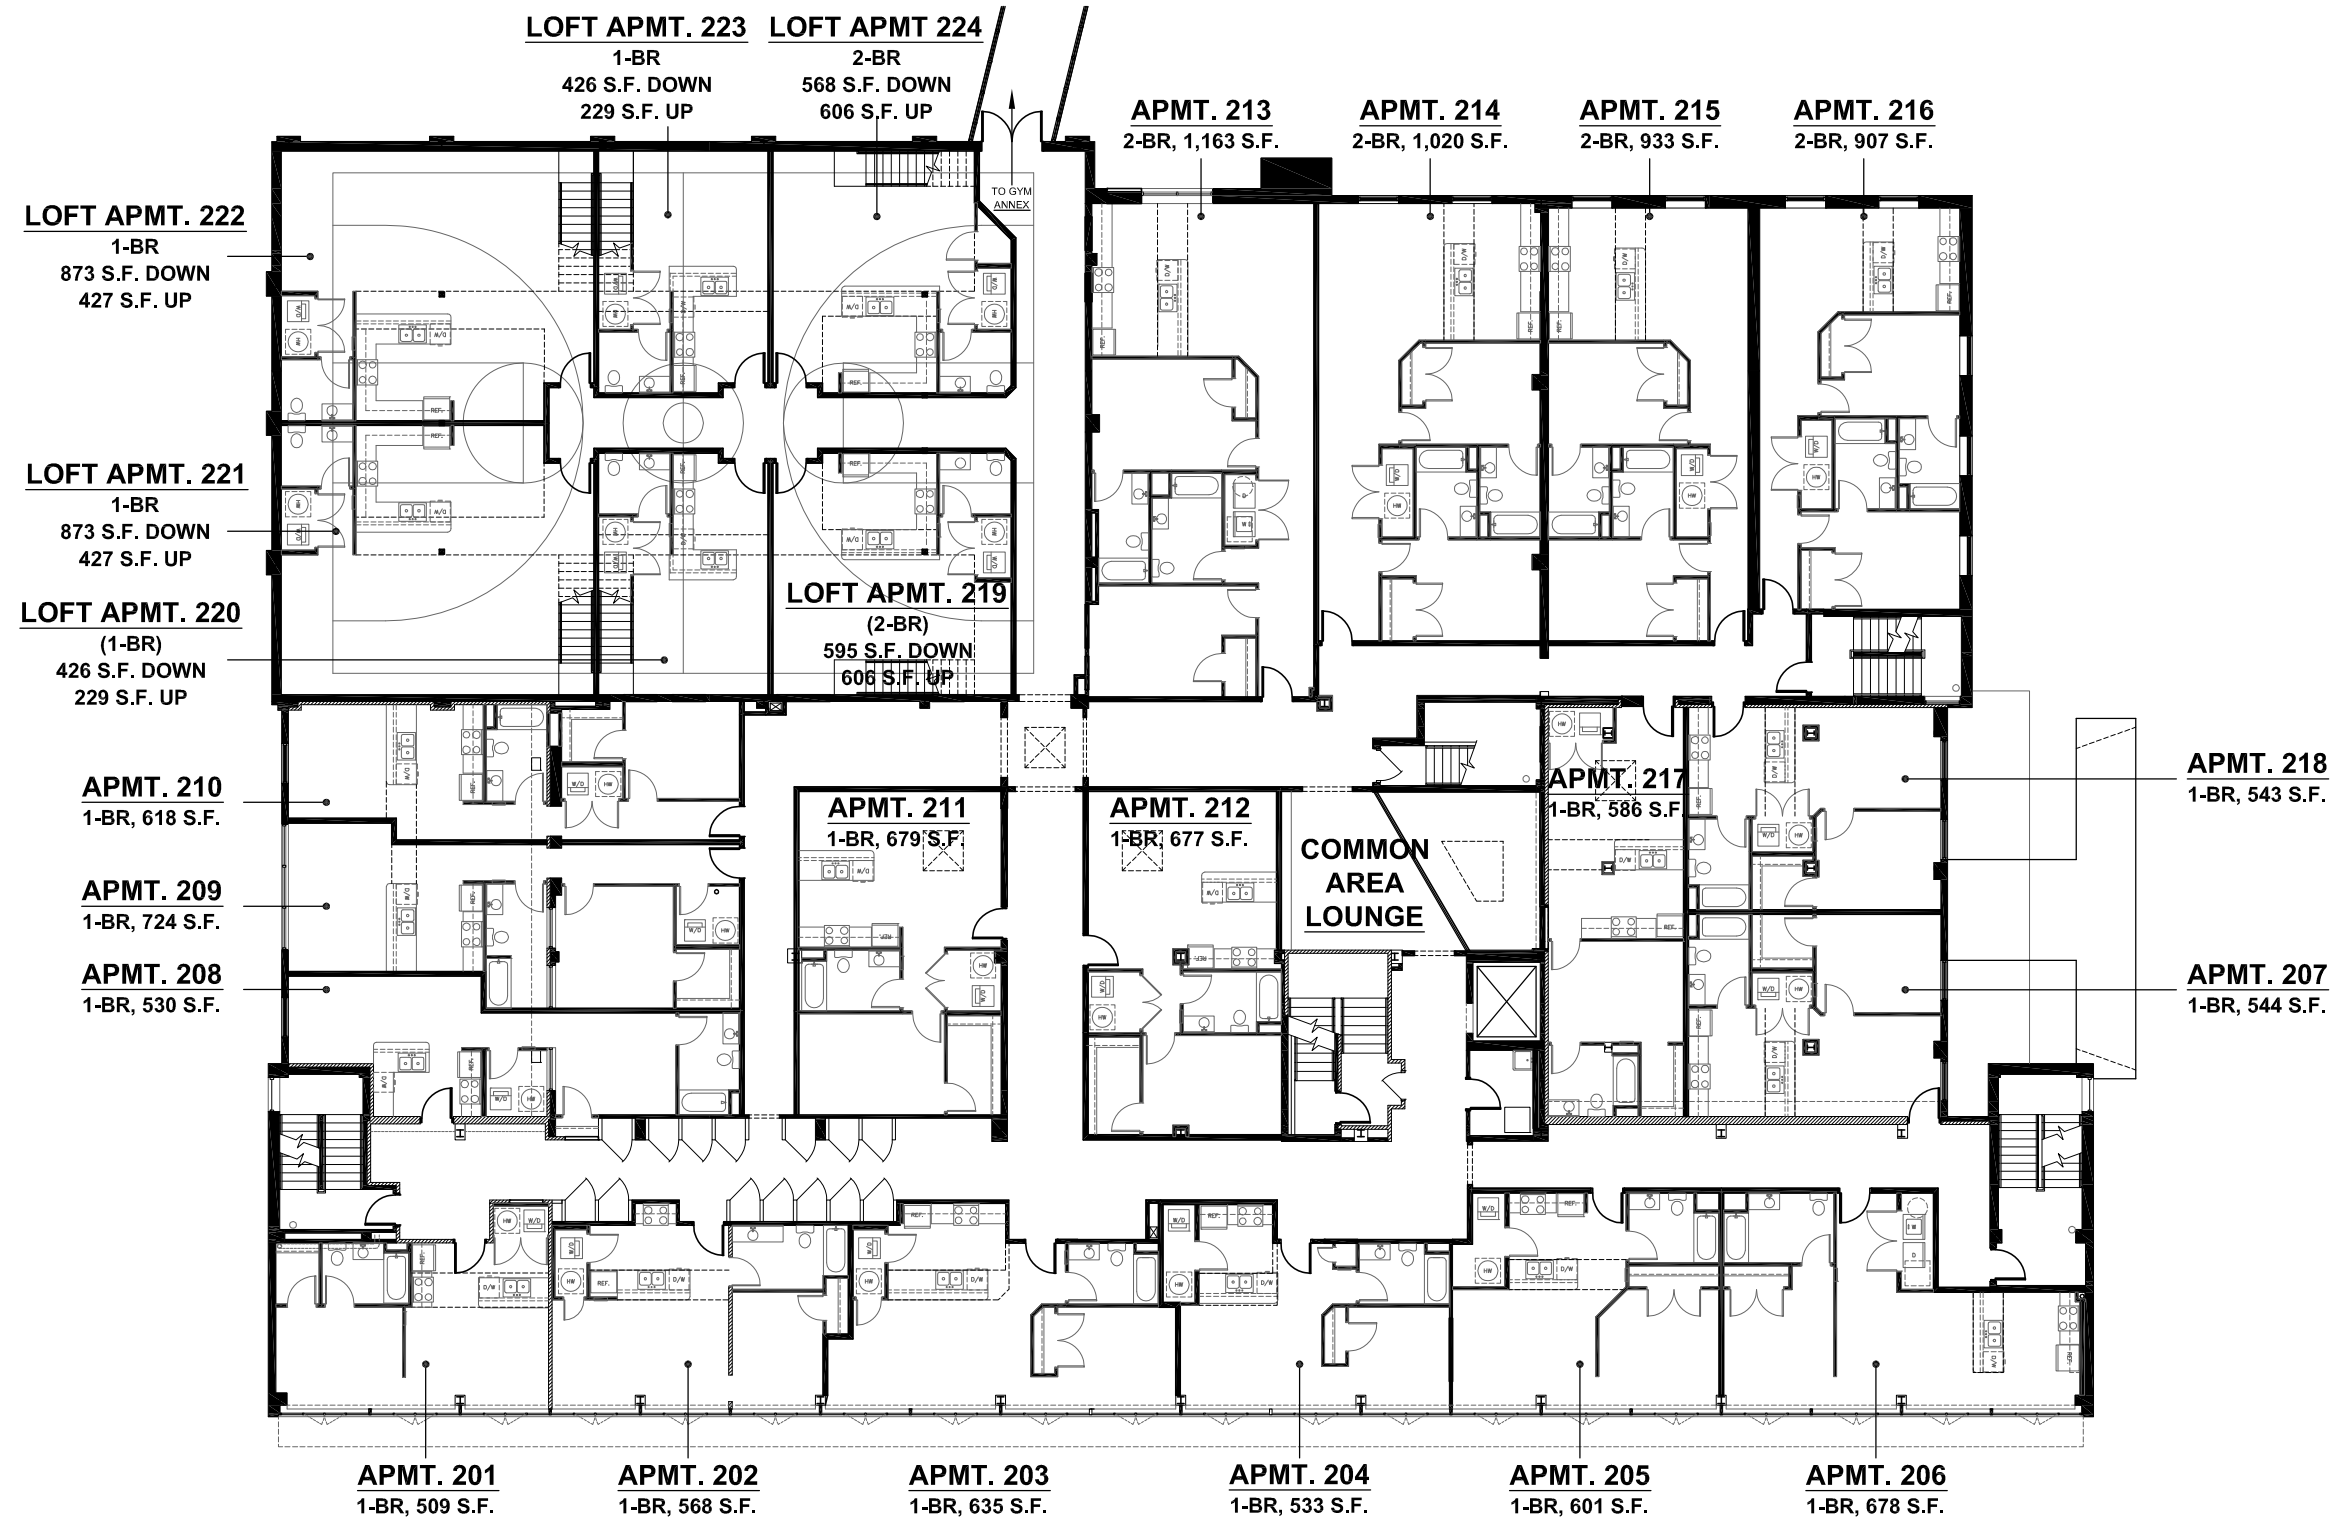 LOFT APMT. 223
1-BR
426 S.F. DOWN
229 S.F. UP
LOFT APMT 224
2-BR
568 S.F. DOWN
606 S.F. UP
APMT. 213
2-BR, 1,163 S.F.
APMT. 214
2-BR, 1,020 S.F.
APMT. 215
2-BR, 933 S.F.
APMT. 216
2-BR, 907 S.F.
TO GYM
ANNEX
LOFT APMT. 222
1-BR
873 S.F. DOWN
427 S.F. UP
LOFT APMT. 221
1-BR
873 S.F. DOWN
427 S.F. UP
LOFT APMT. 220
(1-BR)
426 S.F. DOWN
229 S.F. UP
LOFT APMT. 219
(2-BR)
595 S.F. DOWN
606 S.F. UP
APMT. 210
1-BR, 618 S.F.
APMT. 211
1-BR, 679 S.F.
APMT. 212
1-BR, 677 S.F.
COMMON
AREA
LOUNGE
APMT. 217
1-BR, 586 S.F.
APMT. 218
1-BR, 543 S.F.
APMT. 209
1-BR, 724 S.F.
APMT. 208
1-BR, 530 S.F.
APMT. 207
1-BR, 544 S.F.
APMT. 201
1-BR, 509 S.F.
APMT. 202
1-BR, 568 S.F.
APMT. 203
1-BR, 635 S.F.
APMT. 204
1-BR, 533 S.F.
APMT. 205
1-BR, 601 S.F.
APMT. 206
1-BR, 678 S.F.